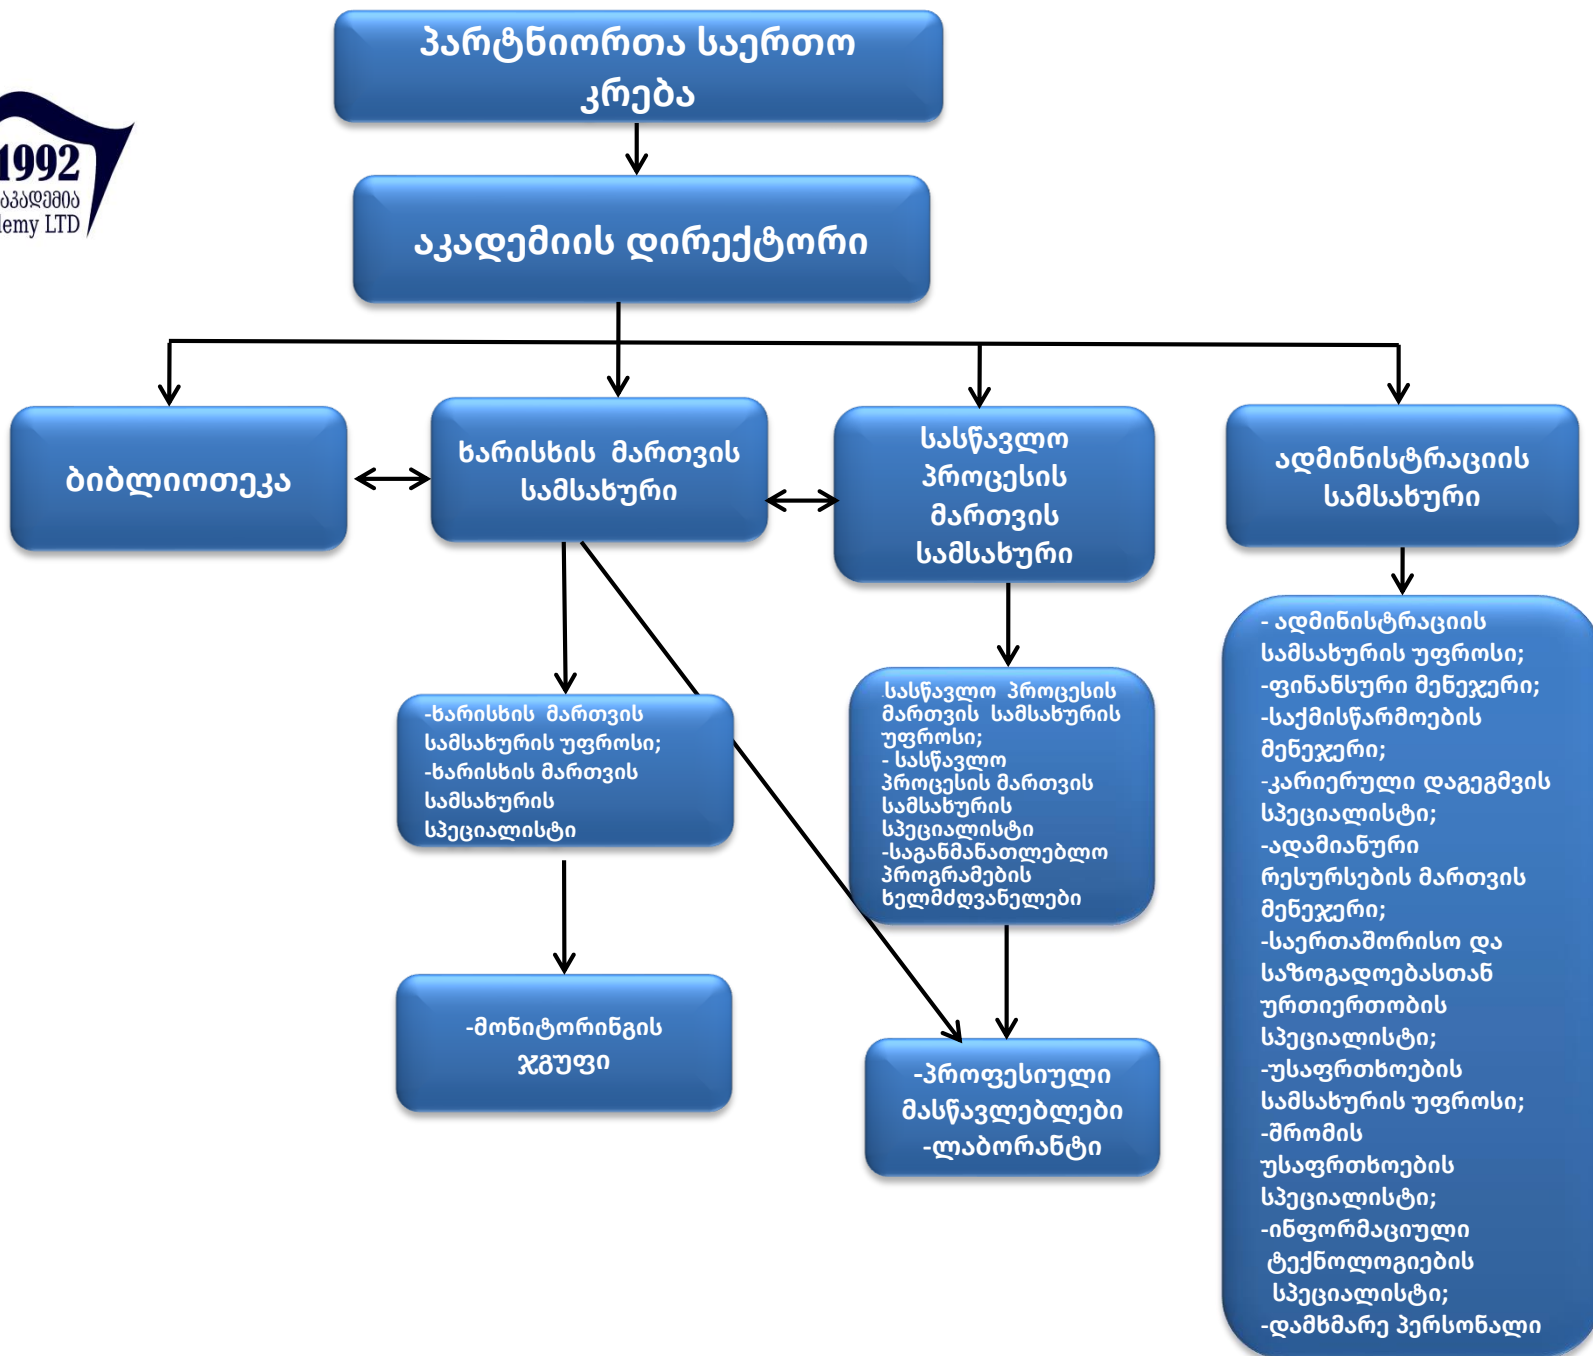 პარტნიორთა საერთო
კრება
1992
აკადემია
demy LTD
აკადემიის დირექტორი
ბიბლიოთეკა
ხარისხის მართვის
სამსახური
სასწავლო
პროცესის
მართვის
სამსახური
ადმინისტრაციის
სამსახური
-ხარისხის მართვის
სამსახურის უფროსი;
-ხარისხის მართვის
სამსახურის
სპეციალისტი
სასწავლო პროცესის
მართვის სამსახურის
უფროსი;
- სასწავლო
პროცესის მართვის
სამსახურის
სპეციალისტი
-საგანმანათლებლო
პროგრამების
ხელმძღვანელები
- ადმინისტრაციის
სამსახურის უფროსი;
-ფინანსური მენეჯერი;
-საქმისწარმოების
მენეჯერი;
-კარიერული დაგეგმვის
სპეციალისტი;
-ადამიანური
რესურსების მართვის
მენეჯერი;
-საერთაშორისო და
საზოგადოებასთან
ურთიერთობის
სპეციალისტი;
-უსაფრთხოების
სამსახურის უფროსი;
-შრომის
უსაფრთხოების
სპეციალისტი;
-ინფორმაციული
ტექნოლოგიების
სპეციალისტი;
-დამხმარე პერსონალი
-მონიტორინგის
ჯგუფი
-პროფესიული
მასწავლებლები
-ლაბორანტი